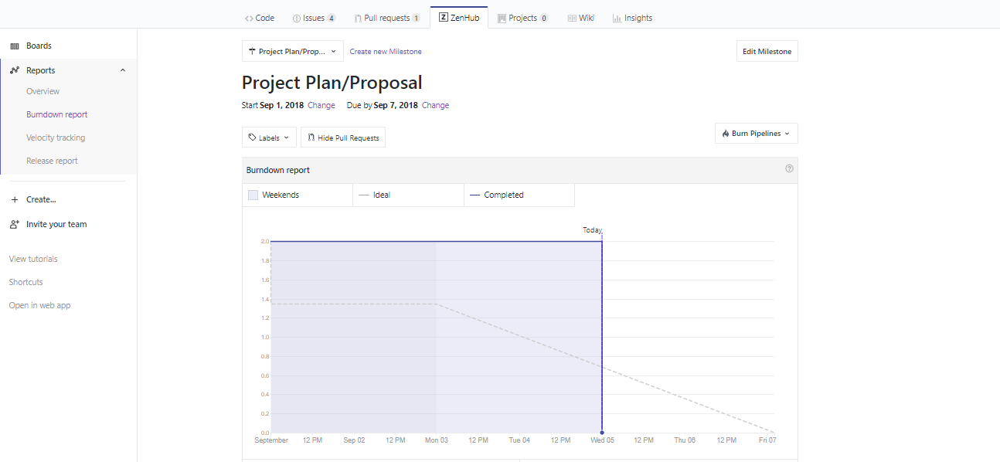 Code Issues 4 Pull requests 1 ZenHub Projects 0 Wiki Insights
Boards
Reports
Overview
Burndown report
Velocity tracking
Release report
Create...
Invite your team
View tutorials
Shortcuts
Open in web app
Project Plan/Prop... Create new Milestone Edit Milestone
Project Plan/Proposal
Start Sep 1, 2018 Change Due by Sep 7, 2018 Change
Labels Hide Pull Requests Burn Pipelines
Burndown report
Weekends Ideal Completed
Today
2.0
1.8
1.6
1.4
1.2
1.0
0.8
0.6
0.4
0.2
0.0
September 12 PM Sep 02 12 PM Mon 03 12 PM Tue 04 12 PM Wed 05 12 PM Thu 06 12 PM Fri 07